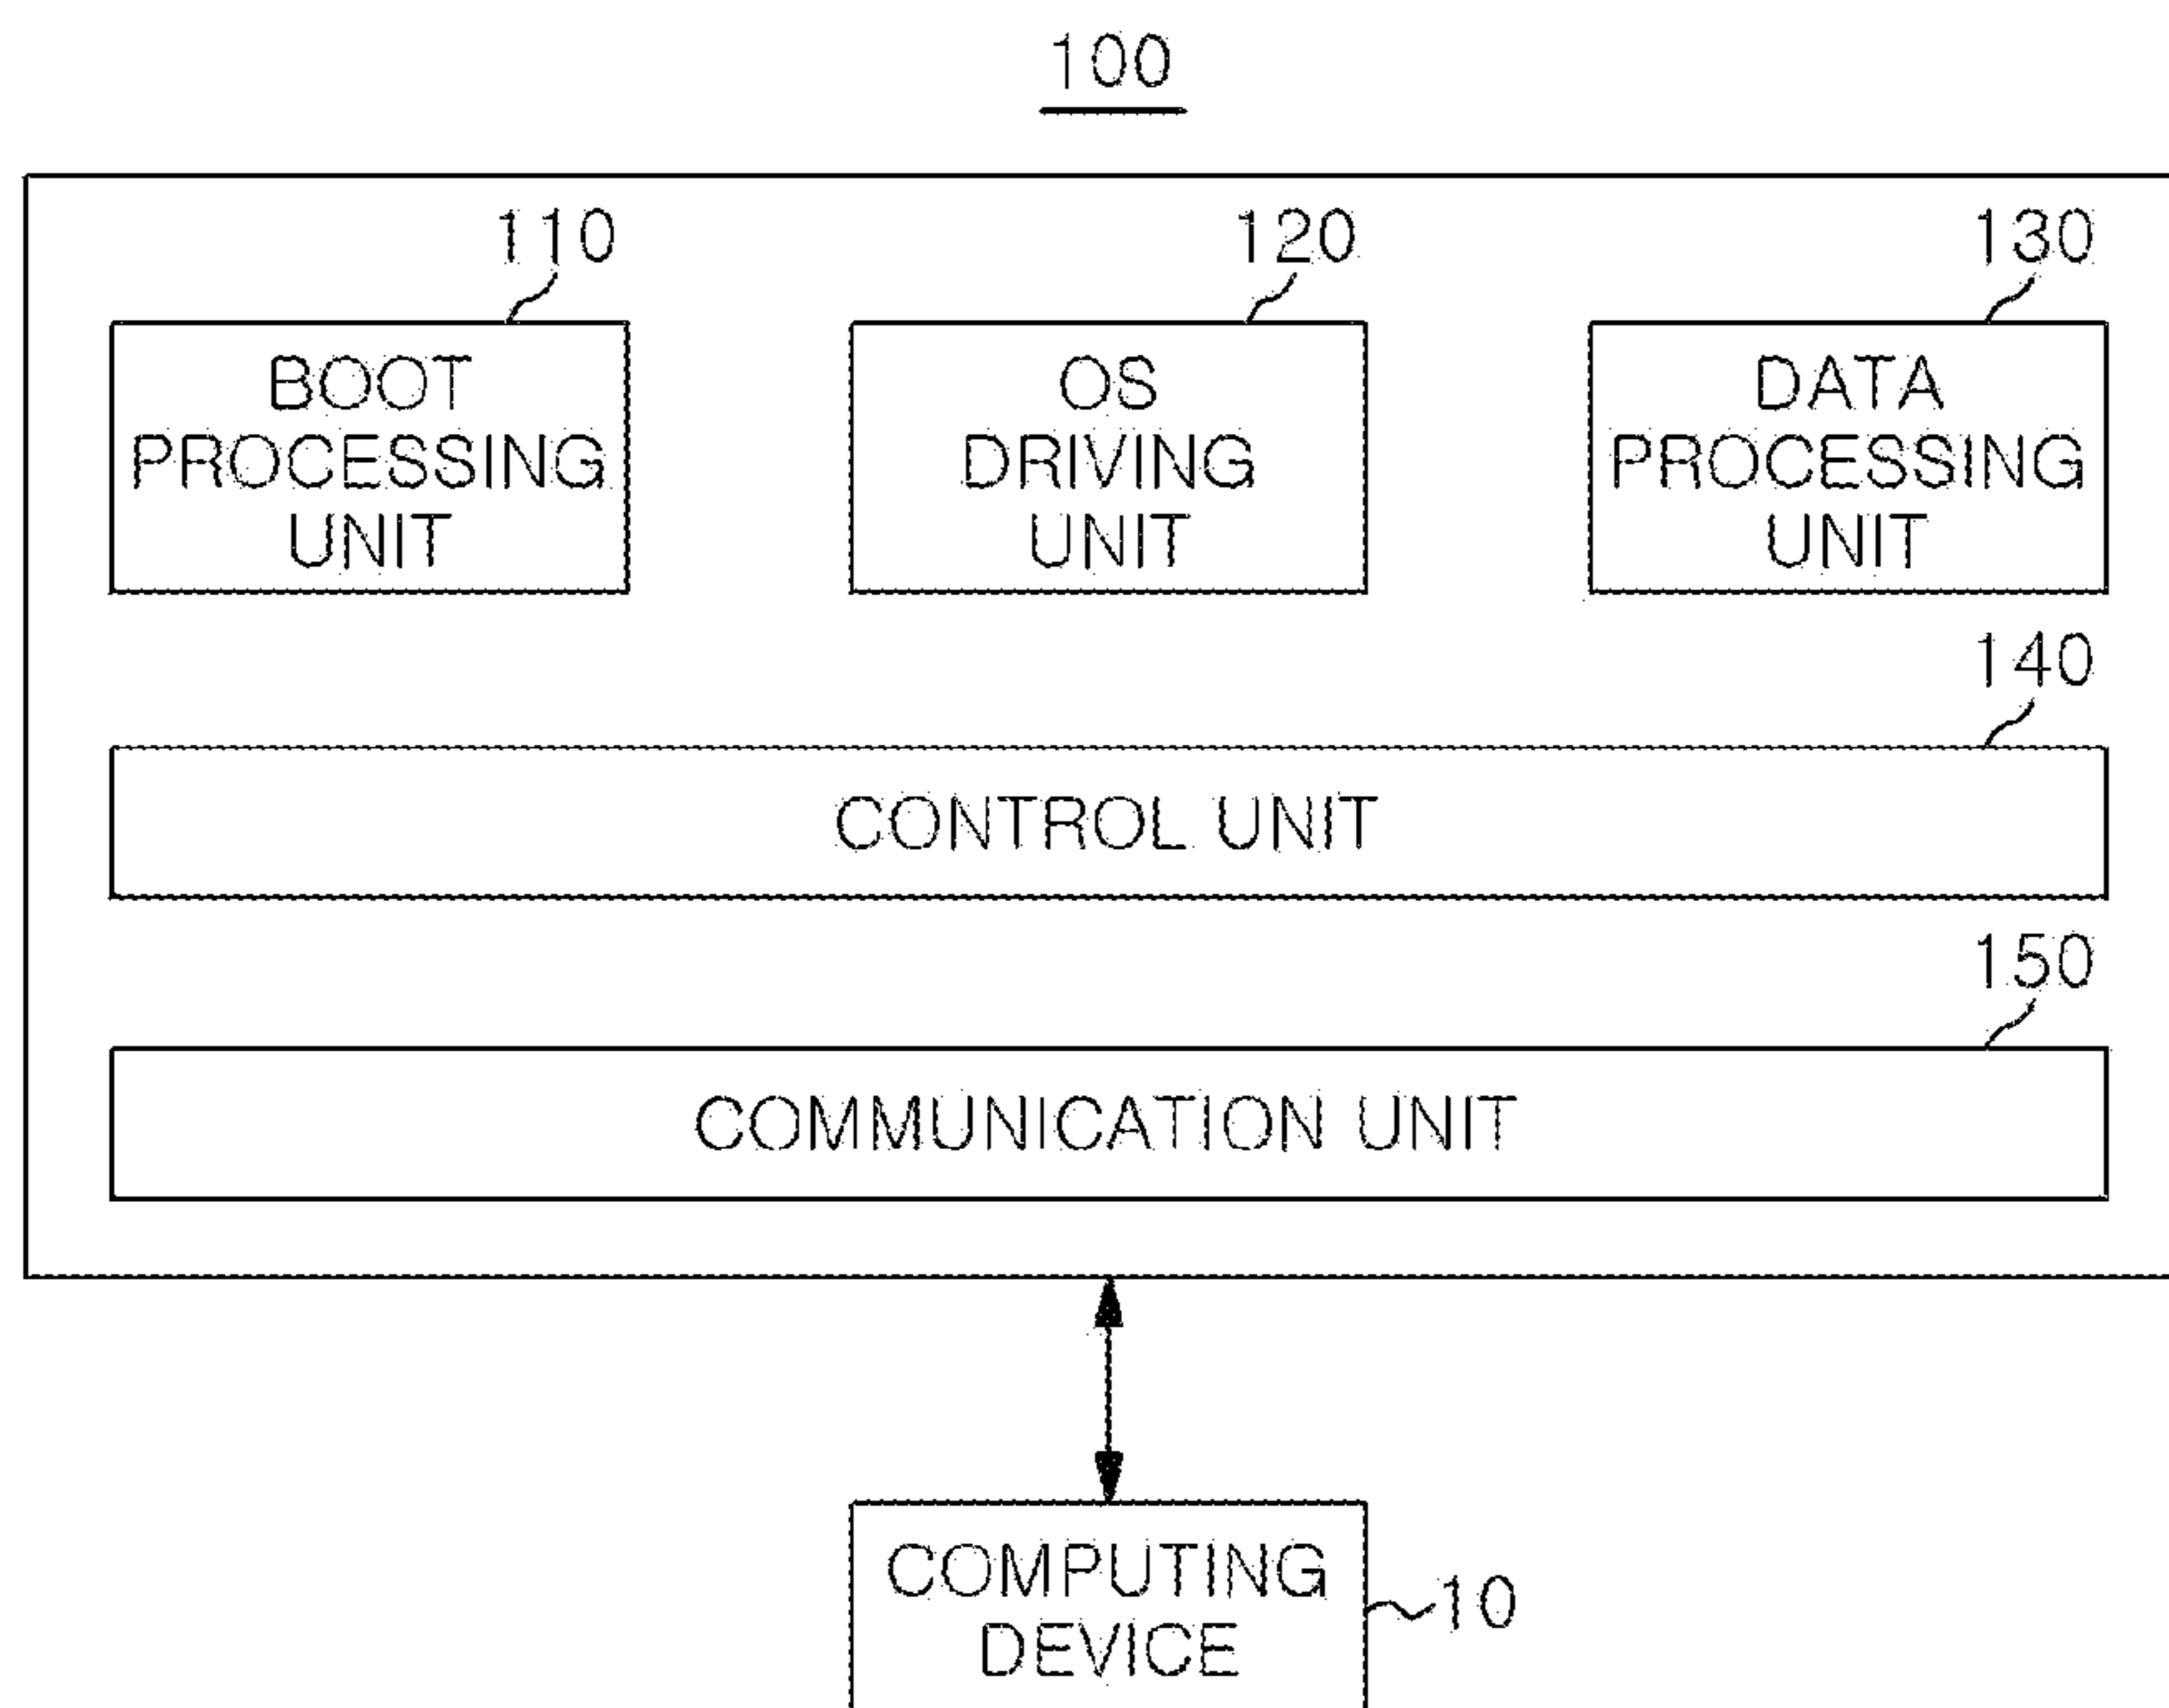 100
110
120
130
BOOT
PROCESSING
UNIT
OS
DRIVING
UNIT
DATA
PROCESSING
UNIT
140
CONTROL UNIT
150
COMMUNICATION UNIT
COMPUTING
DEVICE
10